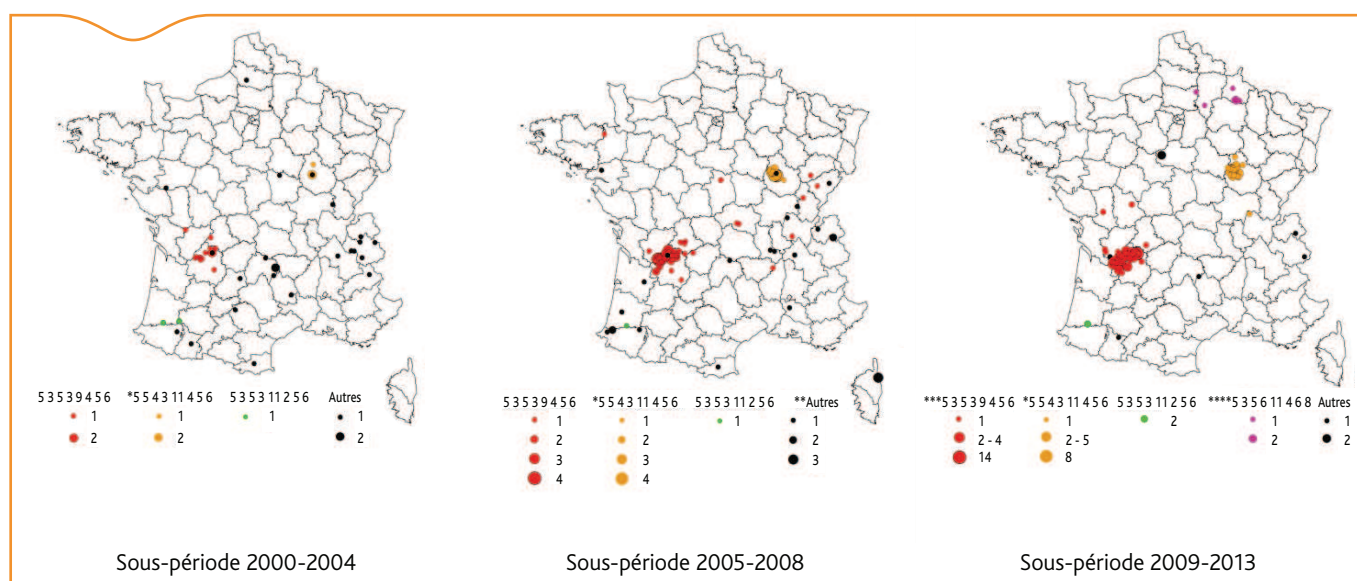 5 3 5 3 9 4 5 6 *5 5 4 3 11 4 5 6 5 3 5 3 11 2 5 6 Autres
1 1 1 1
2 2 2
Sous-période 2000-2004
5 3 5 3 9 4 5 6 *5 5 4 3 11 4 5 6 5 3 5 3 11 2 5 6 **Autres
1 1 1 1
2 2 2
3 3 3
4 4
Sous-période 2005-2008
***5 3 5 3 9 4 5 6 *5 5 4 3 11 4 5 6 5 3 5 3 11 2 5 6 ****5 3 5 6 11 4 6 8 Autres
1 1 2 1 1
2 - 4 2 - 5 2 2
14 8
Sous-période 2009-2013